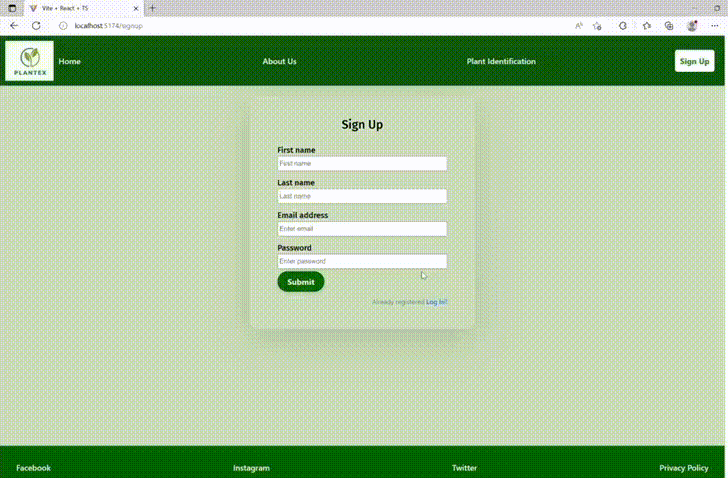 Vite + React + TS
localhost:5174/signup
PLANTEX
Home
About Us
Plant Identification
Sign Up
Sign Up
First name
First name
Last name
Last name
Email address
Enter email
Password
Enter password
Submit
Already registered Log In?
Facebook
Instagram
Twitter
Privacy Policy